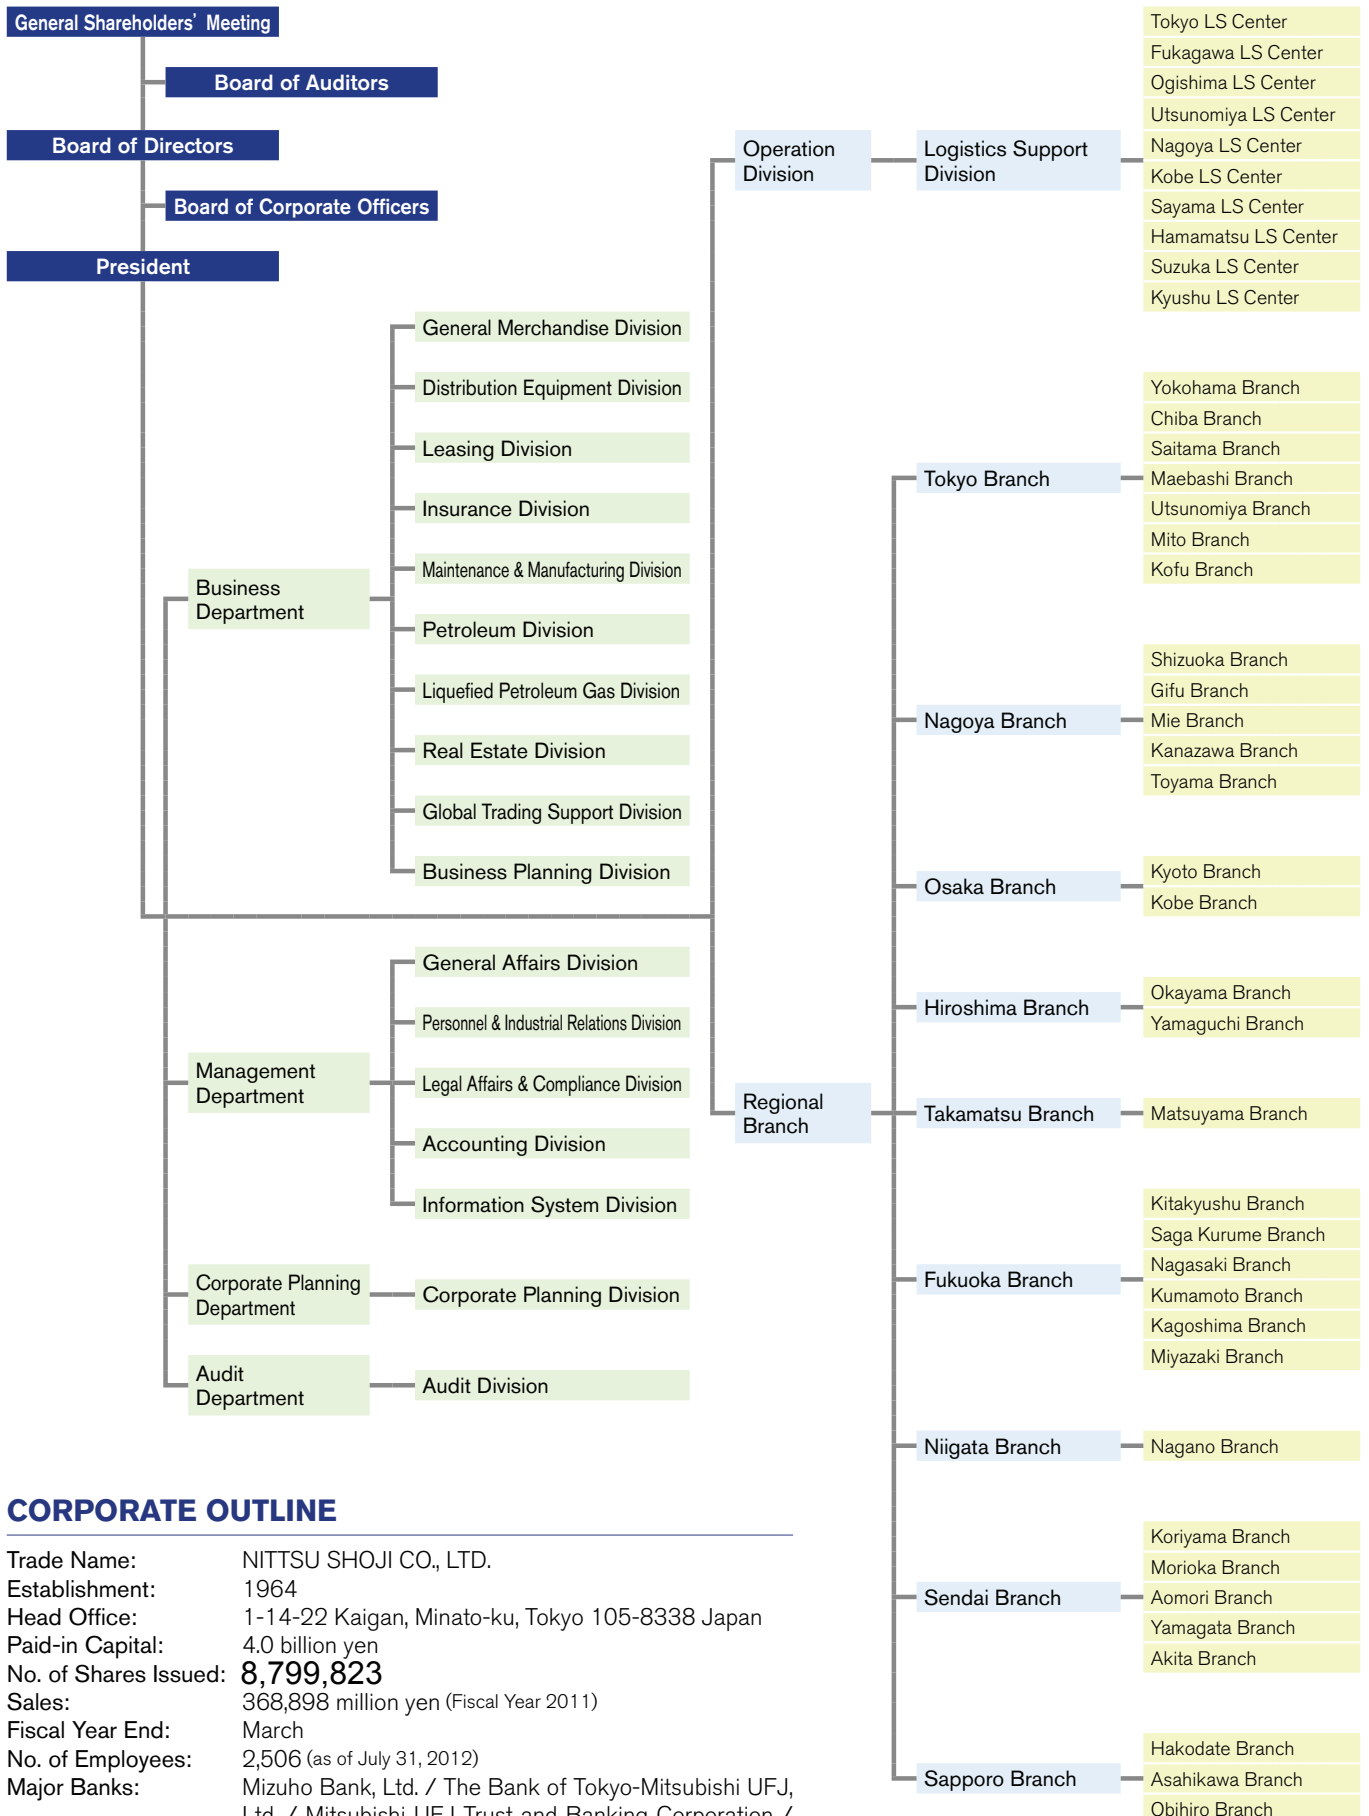 General Shareholders' Meeting
Board of Auditors
Board of Directors
Board of Corporate Officers
President
Business
Department
General Merchandise Division
Distribution Equipment Division
Leasing Division
Insurance Division
Maintenance & Manufacturing Division
Petroleum Division
Liquefied Petroleum Gas Division
Real Estate Division
Global Trading Support Division
Business Planning Division
Management
Department
General Affairs Division
Personnel & Industrial Relations Division
Legal Affairs & Compliance Division
Accounting Division
Information System Division
Corporate Planning
Department
Corporate Planning Division
Audit
Department
Audit Division
Operation
Division
Logistics Support
Division
Tokyo LS Center
Fukagawa LS Center
Ogishima LS Center
Utsunomiya LS Center
Nagoya LS Center
Kobe LS Center
Sayama LS Center
Hamamatsu LS Center
Suzuka LS Center
Kyushu LS Center
Regional
Branch
Tokyo Branch
Yokohama Branch
Chiba Branch
Saitama Branch
Maebashi Branch
Utsunomiya Branch
Mito Branch
Kofu Branch
Nagoya Branch
Shizuoka Branch
Gifu Branch
Mie Branch
Kanazawa Branch
Toyama Branch
Osaka Branch
Kyoto Branch
Kobe Branch
Hiroshima Branch
Okayama Branch
Yamaguchi Branch
Takamatsu Branch
Matsuyama Branch
Fukuoka Branch
Kitakyushu Branch
Saga Kurume Branch
Nagasaki Branch
Kumamoto Branch
Kagoshima Branch
Miyazaki Branch
Niigata Branch
Nagano Branch
Sendai Branch
Koriyama Branch
Morioka Branch
Aomori Branch
Yamagata Branch
Akita Branch
Sapporo Branch
Hakodate Branch
Asahikawa Branch
Obihiro Branch
CORPORATE OUTLINE
Trade Name: NITTSU SHOJI CO., LTD.
Establishment: 1964
Head Office: 1-14-22 Kaigan, Minato-ku, Tokyo 105-8338 Japan
Paid-in Capital: 4.0 billion yen
No. of Shares Issued: 8,799,823
Sales: 368,898 million yen (Fiscal Year 2011)
Fiscal Year End: March
No. of Employees: 2,506 (as of July 31, 2012)
Major Banks: Mizuho Bank, Ltd. / The Bank of Tokyo-Mitsubishi UFJ,
Ltd. / Mitsubishi UFJ Trust and Banking Corporation /